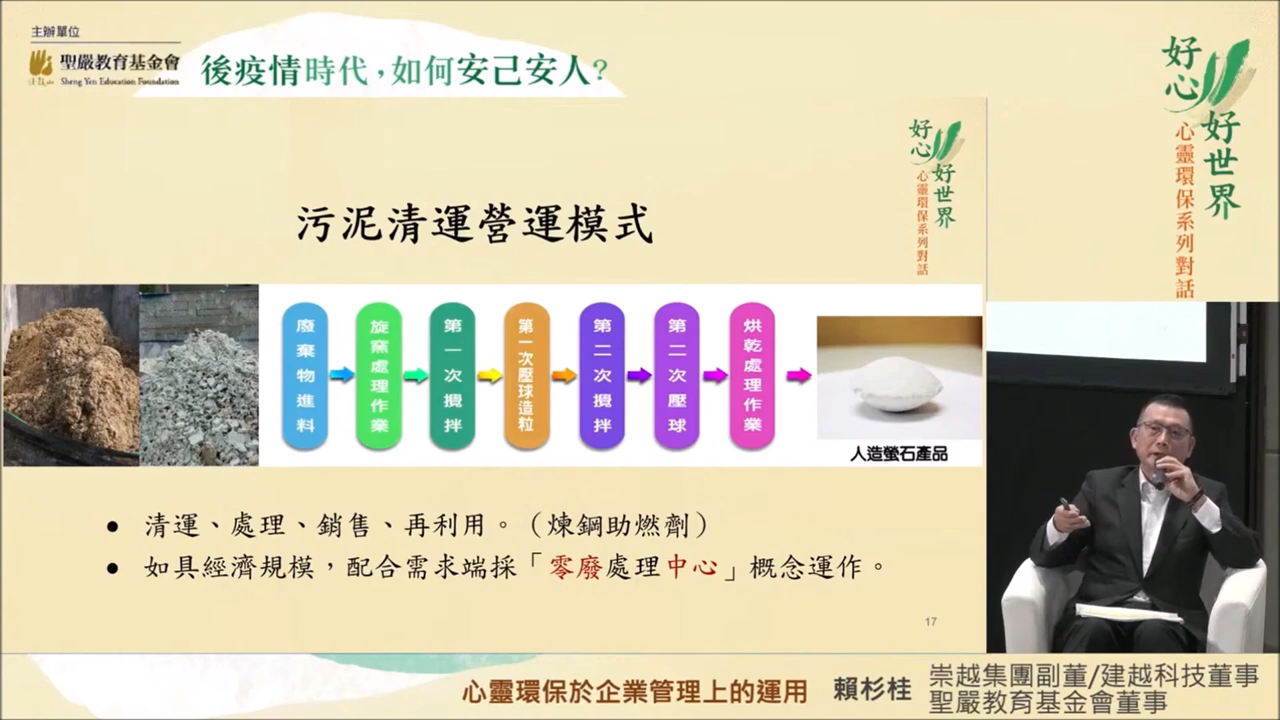 主辦單位
聖嚴教育基金會
Sheng Yen Education Foundation
後疫情時代，如何安己安人？
好心
好世界
心靈環保系列對話
好心
好世界
心靈環保系列對話
污泥清運營運模式
廢棄物進料
旋窯處理作業
第一次攪拌
第一次壓球造粒
第二次攪拌
第二次壓球
烘乾處理作業
人造螢石產品
● 清運、處理、銷售、再利用。（煉鋼助燃劑）
● 如具經濟規模，配合需求端採「零廢處理中心」概念運作。
17
心靈環保於企業管理上的運用
賴杉桂
崇越集團副董/建越科技董事
聖嚴教育基金會董事